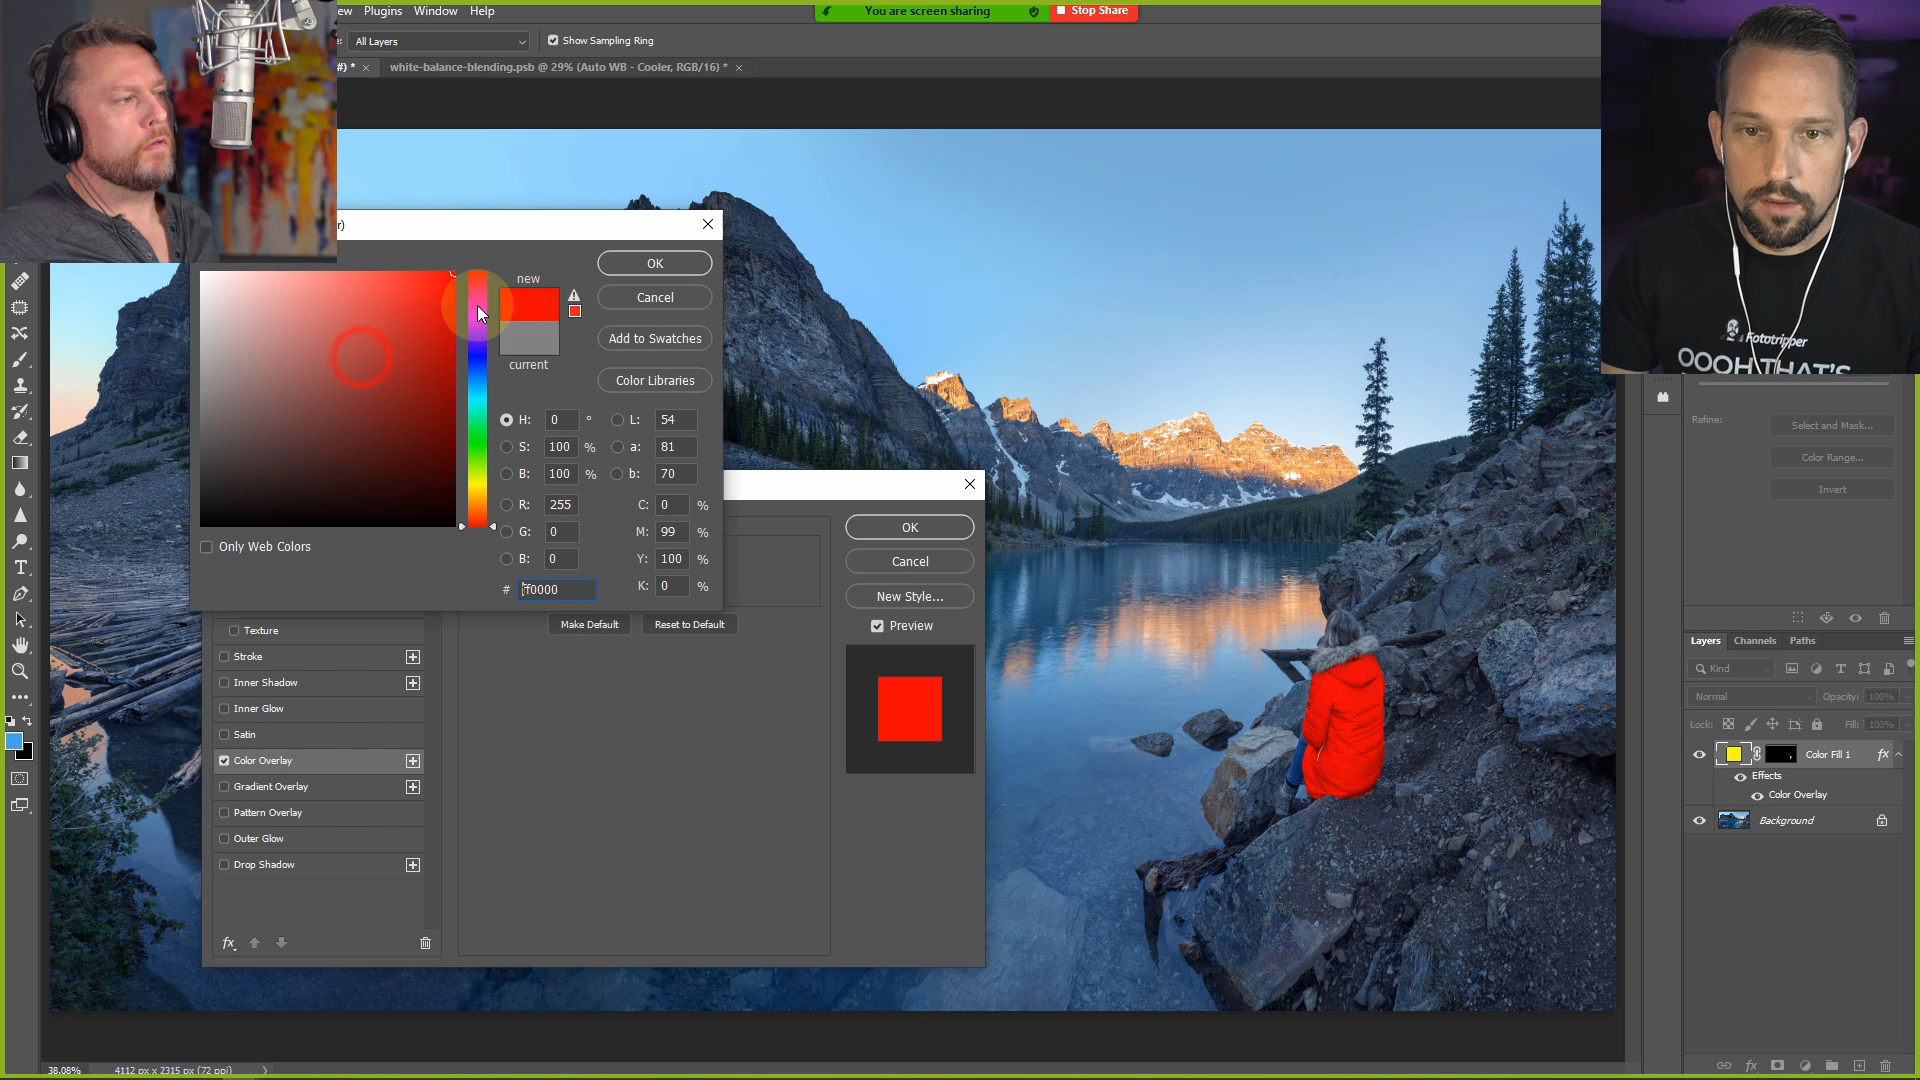 ew Plugins Window Help
You are screen sharing
Stop Share
: All Layers
Show Sampling Ring
#) * ×
white-balance-blending.psb @ 29% (Auto WB - Cooler, RGB/16) * ×
r)
new
current
OK
Cancel
Add to Swatches
Color Libraries
H: 0 °
S: 100 %
B: 100 %
R: 255
G: 0
B: 0
# ff0000
L: 54
a: 81
b: 70
C: 0 %
M: 99 %
Y: 100 %
K: 0 %
Only Web Colors
Make Default
Reset to Default
Texture
Stroke
Inner Shadow
Inner Glow
Satin
Color Overlay
Gradient Overlay
Pattern Overlay
Outer Glow
Drop Shadow
fx
OK
Cancel
New Style...
Preview
Fototripper
OOOH THAT'S
Refine:
Select and Mask...
Color Range...
Invert
Layers Channels Paths
Kind
Normal
Opacity: 100%
Lock:
Fill: 100%
Color Fill 1 fx
Effects
Color Overlay
Background
fx
38.08%
4112 px x 2315 px (72 ppi)